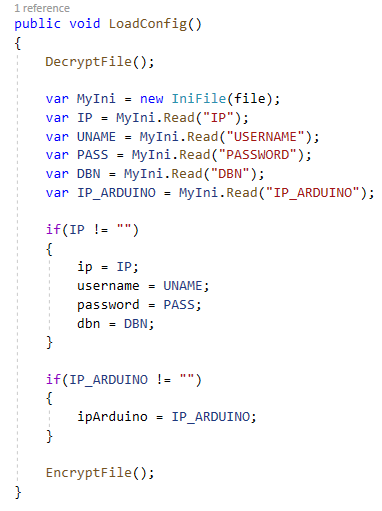 1 reference
public void LoadConfig()
{
DecryptFile();
var MyIni = new IniFile(file);
var IP = MyIni.Read("IP");
var UNAME = MyIni.Read("USERNAME");
var PASS = MyIni.Read("PASSWORD");
var DBN = MyIni.Read("DBN");
var IP_ARDUINO = MyIni.Read("IP_ARDUINO");
if(IP != "")
{
ip = IP;
username = UNAME;
password = PASS;
dbn = DBN;
}
if(IP_ARDUINO != "")
{
ipArduino = IP_ARDUINO;
}
EncryptFile();
}